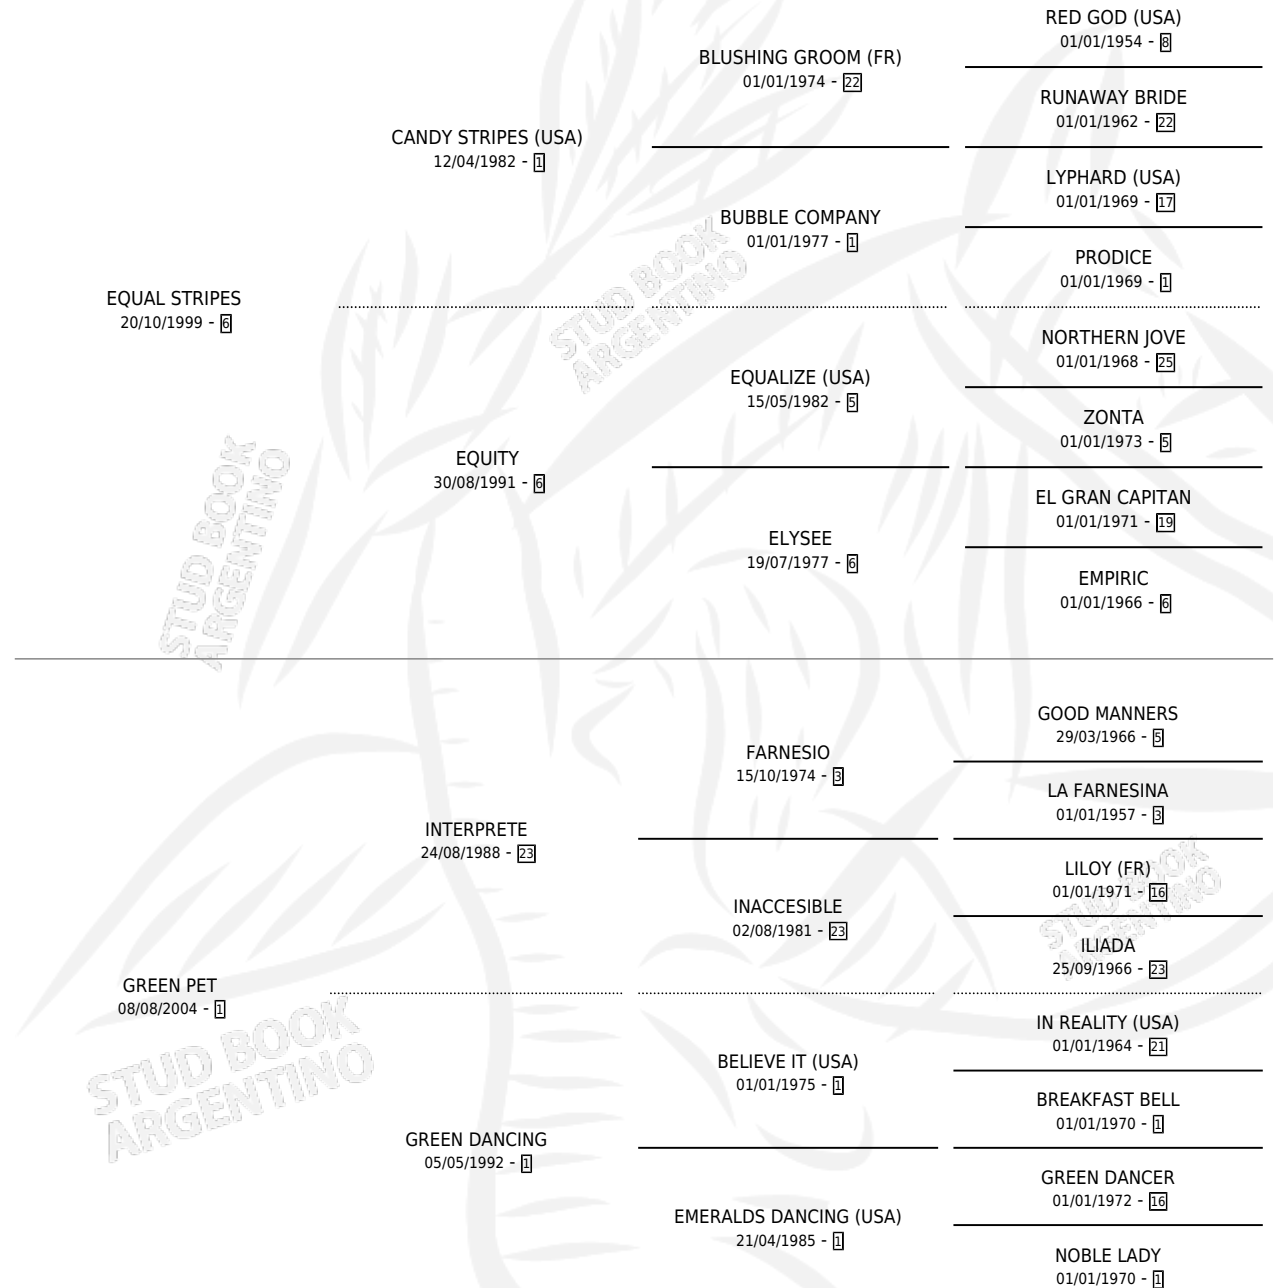 RED GOD (USA)
01/01/1954 - 8
BLUSHING GROOM (FR)
01/01/1974 - 22
RUNAWAY BRIDE
01/01/1962 - 22
CANDY STRIPES (USA)
12/04/1982 - 1
LYPHARD (USA)
01/01/1969 - 17
BUBBLE COMPANY
01/01/1977 - 1
PRODICE
01/01/1969 - 1
EQUAL STRIPES
20/10/1999 - 6
NORTHERN JOVE
01/01/1968 - 25
EQUALIZE (USA)
15/05/1982 - 5
ZONTA
01/01/1973 - 5
EQUITY
30/08/1991 - 6
EL GRAN CAPITAN
01/01/1971 - 19
ELYSEE
19/07/1977 - 6
EMPIRIC
01/01/1966 - 6
STUD BOOK
ARGENTINO
STUD BOOK
ARGENTINO
GOOD MANNERS
29/03/1966 - 5
FARNESIO
15/10/1974 - 3
LA FARNESINA
01/01/1957 - 3
INTERPRETE
24/08/1988 - 23
LILOY (FR)
01/01/1971 - 16
INACCESIBLE
02/08/1981 - 23
ILIADA
25/09/1966 - 23
GREEN PET
08/08/2004 - 1
IN REALITY (USA)
01/01/1964 - 21
BELIEVE IT (USA)
01/01/1975 - 1
BREAKFAST BELL
01/01/1970 - 1
GREEN DANCING
05/05/1992 - 1
GREEN DANCER
01/01/1972 - 16
EMERALDS DANCING (USA)
21/04/1985 - 1
NOBLE LADY
01/01/1970 - 1
STUD BOOK
ARGENTINO
STUD BOOK
ARGENTINO